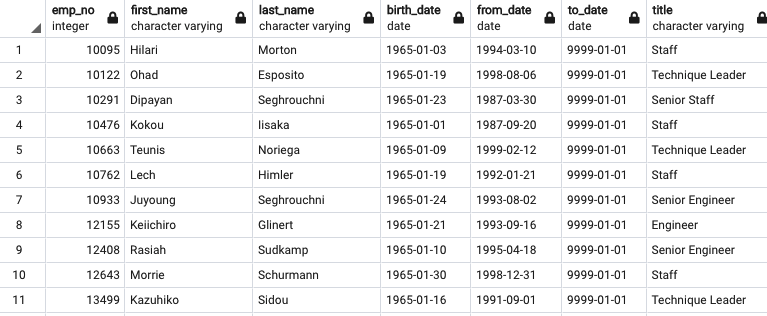 emp_no first_name last_name birth_date from_date to_date title
integer character varying character varying date date date character varying
1 10095 Hilari Morton 1965-01-03 1994-03-10 9999-01-01 Staff
2 10122 Ohad Esposito 1965-01-19 1998-08-06 9999-01-01 Technique Leader
3 10291 Dipayan Seghrouchni 1965-01-23 1987-03-30 9999-01-01 Senior Staff
4 10476 Kokou Iisaka 1965-01-01 1987-09-20 9999-01-01 Staff
5 10663 Teunis Noriega 1965-01-09 1999-02-12 9999-01-01 Technique Leader
6 10762 Lech Himler 1965-01-19 1992-01-21 9999-01-01 Staff
7 10933 Juyoung Seghrouchni 1965-01-24 1993-08-02 9999-01-01 Senior Engineer
8 12155 Keiichiro Glinert 1965-01-21 1993-09-16 9999-01-01 Engineer
9 12408 Rasiah Sudkamp 1965-01-10 1995-04-18 9999-01-01 Senior Engineer
10 12643 Morrie Schurmann 1965-01-30 1998-12-31 9999-01-01 Staff
11 13499 Kazuhiko Sidou 1965-01-16 1991-09-01 9999-01-01 Technique Leader